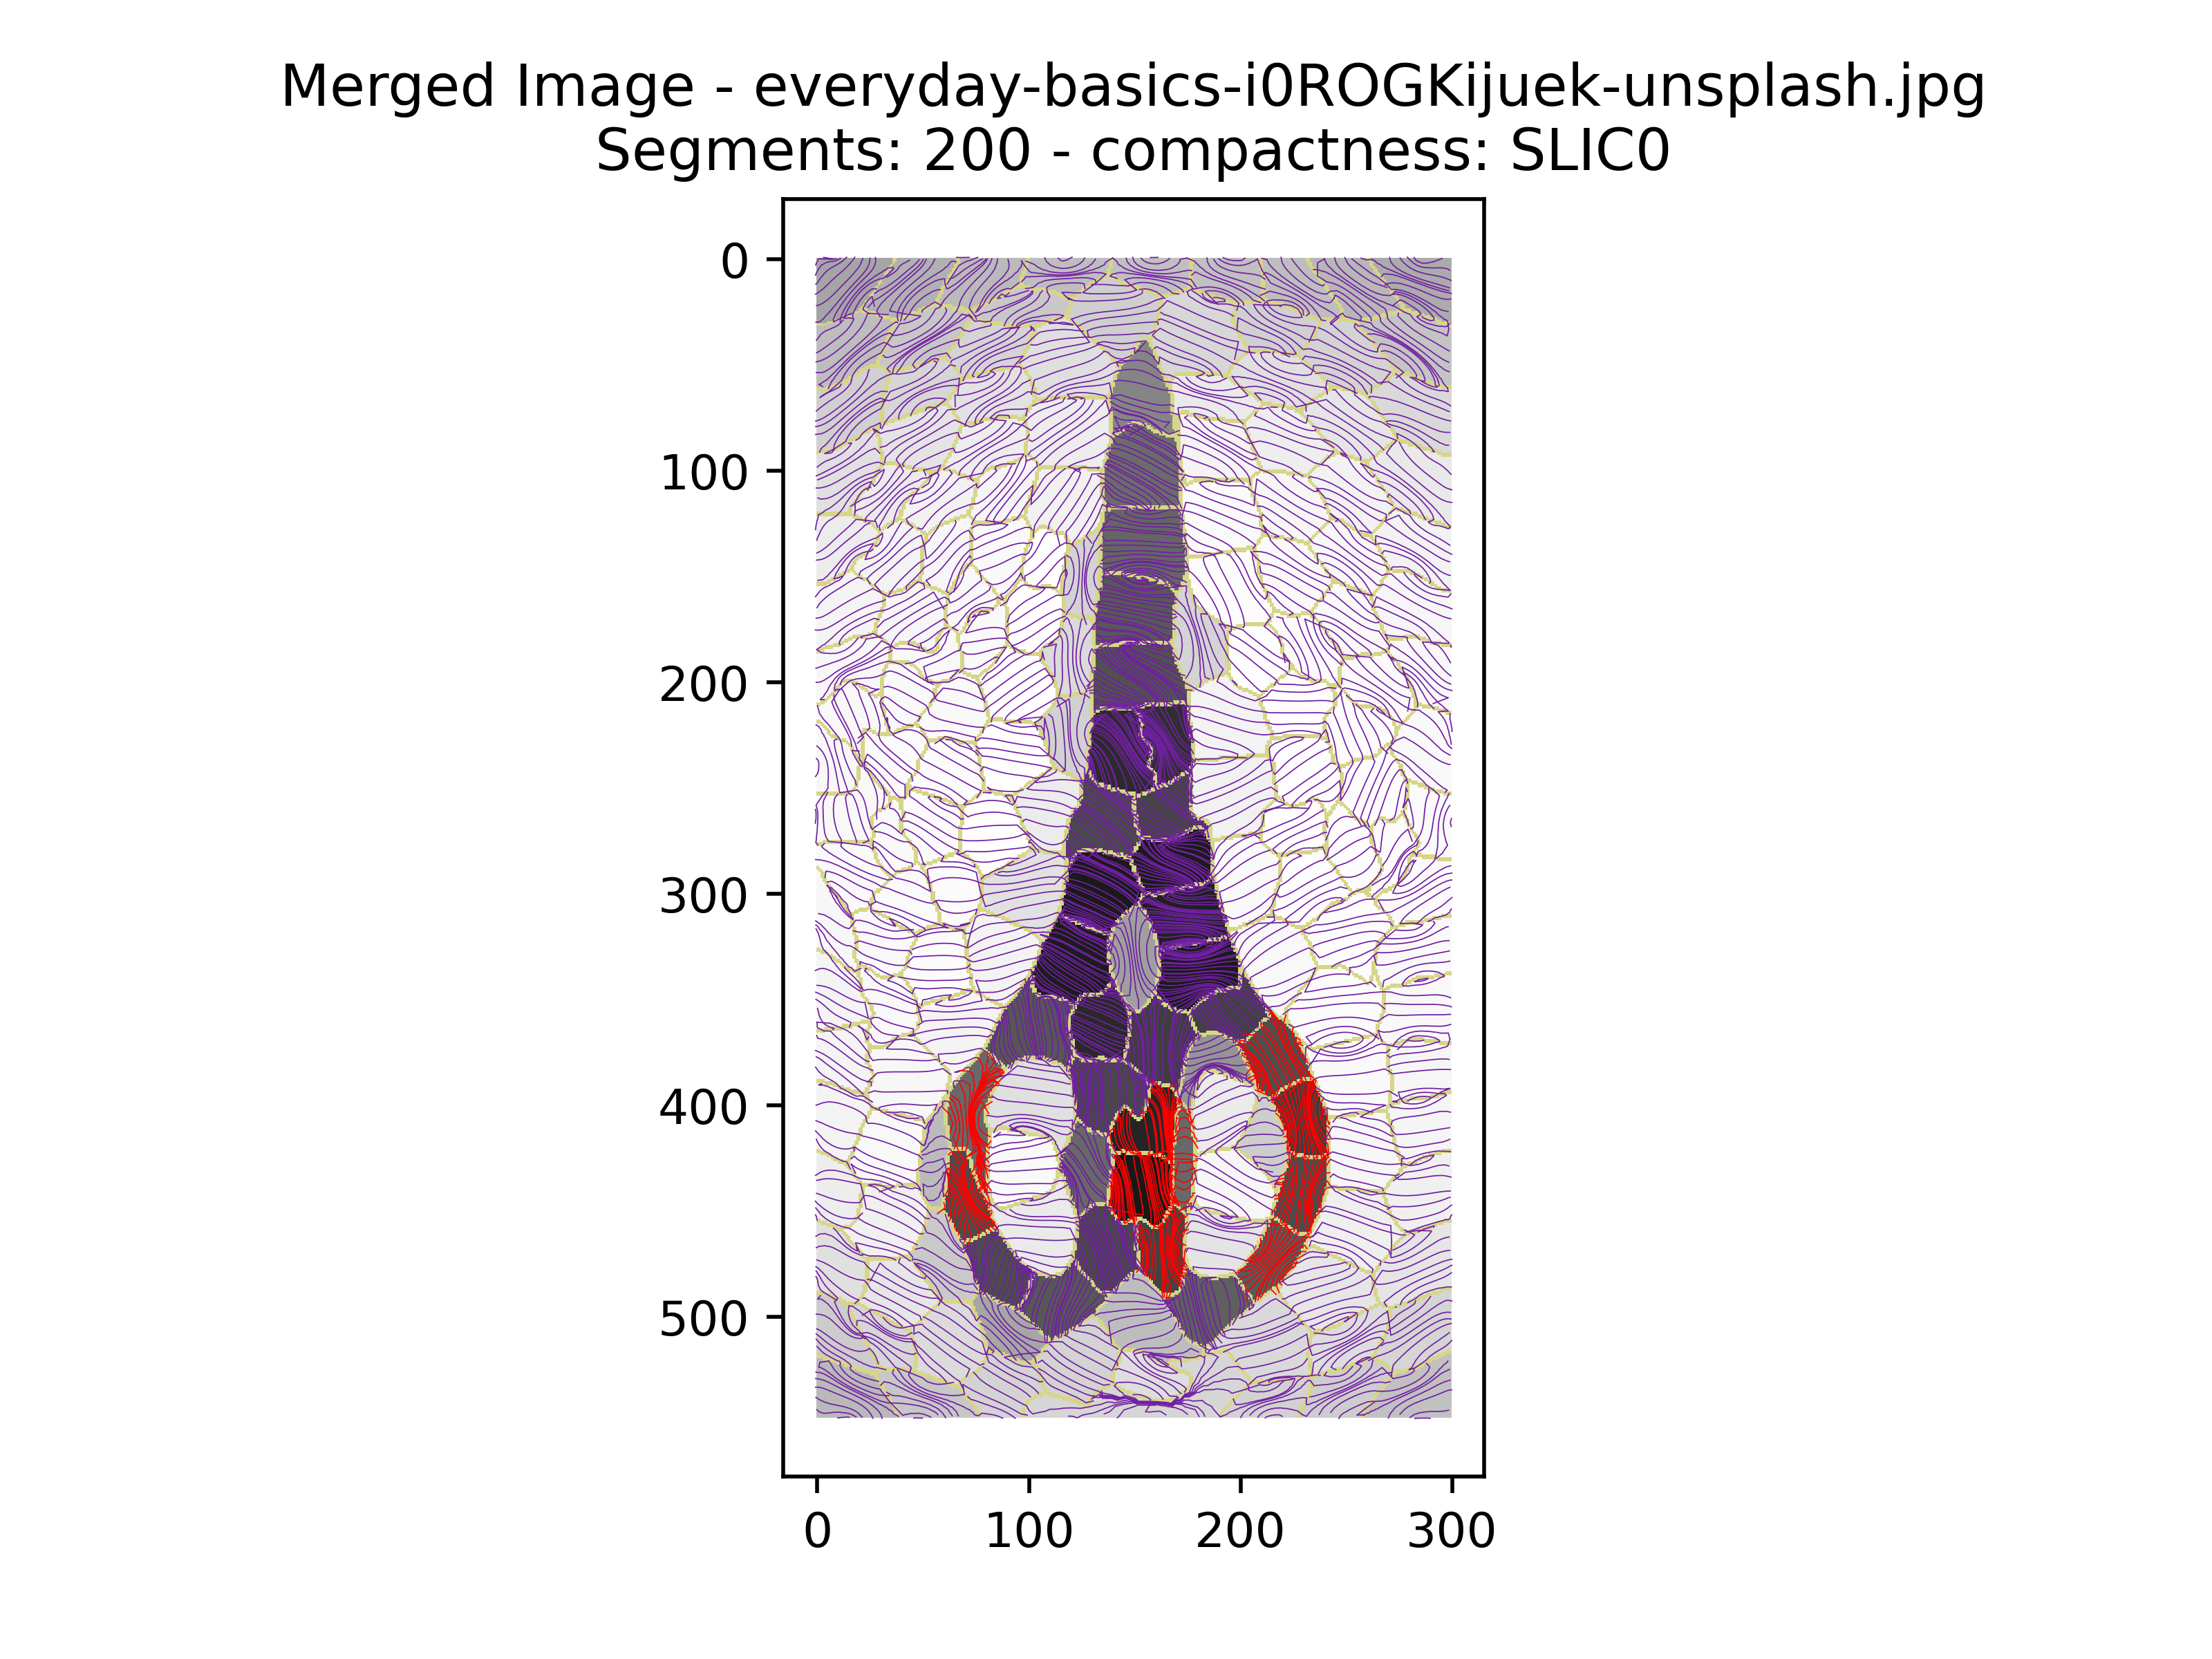 Merged Image - everyday-basics-i0ROGKijuek-unsplash.jpg
Segments: 200 - compactness: SLIC0
0
100
200
300
400
500
0 100 200 300